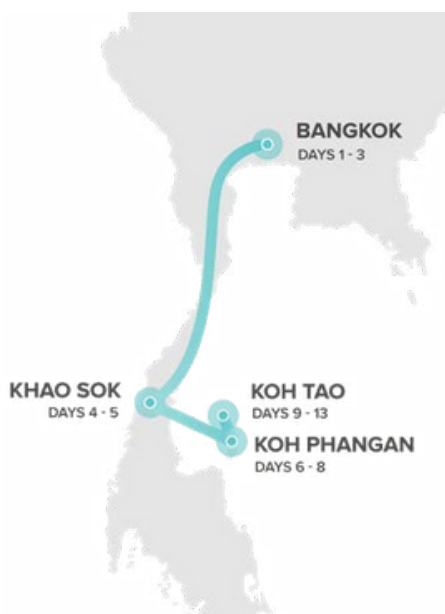 BANGKOK
DAYS 1 - 3
KHAO SOK
DAYS 4 - 5
KOH TAO
DAYS 9 - 13
KOH PHANGAN
DAYS 6 - 8